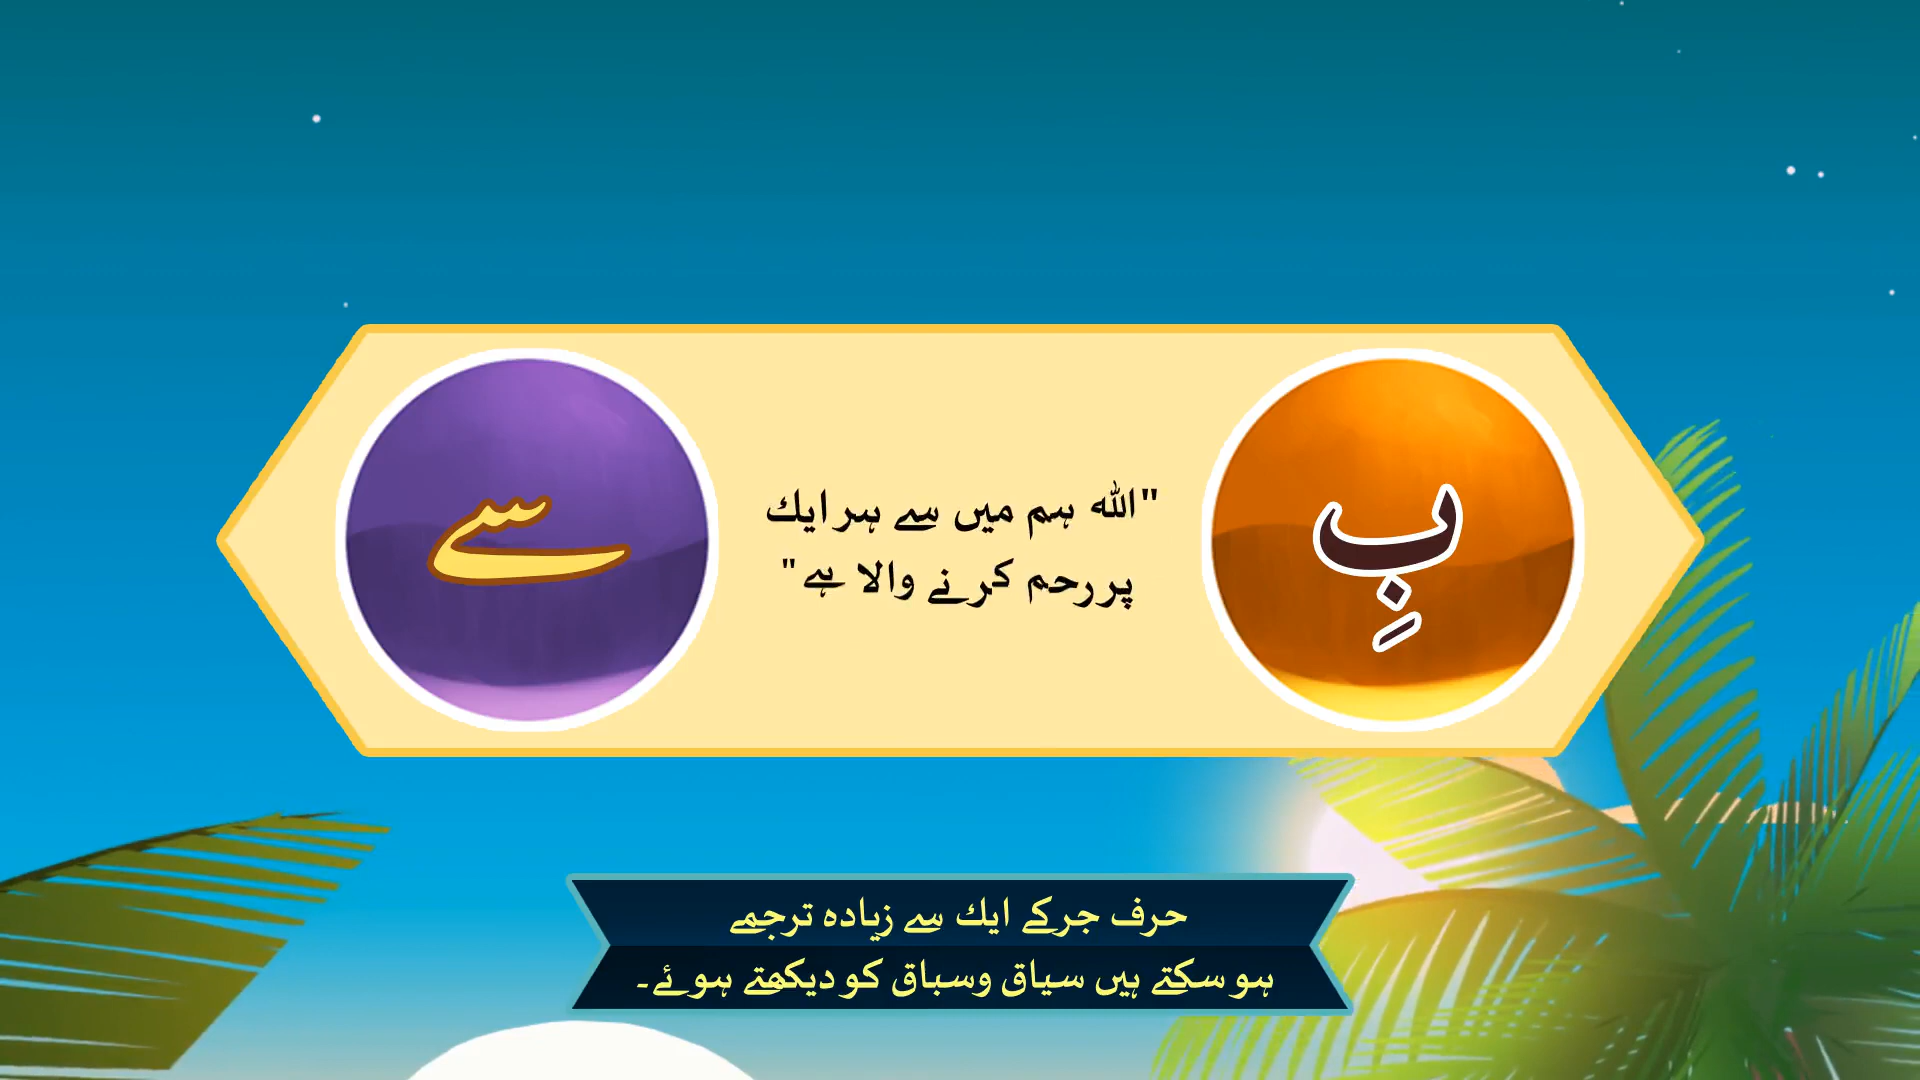 بِ
"اللہ ہم میں سے ہر ایک
پر رحم کرنے والا ہے"
سے
حرف جر کے ایک سے زیادہ ترجمے
ہو سکتے ہیں سیاق و سباق کو دیکھتے ہوئے۔